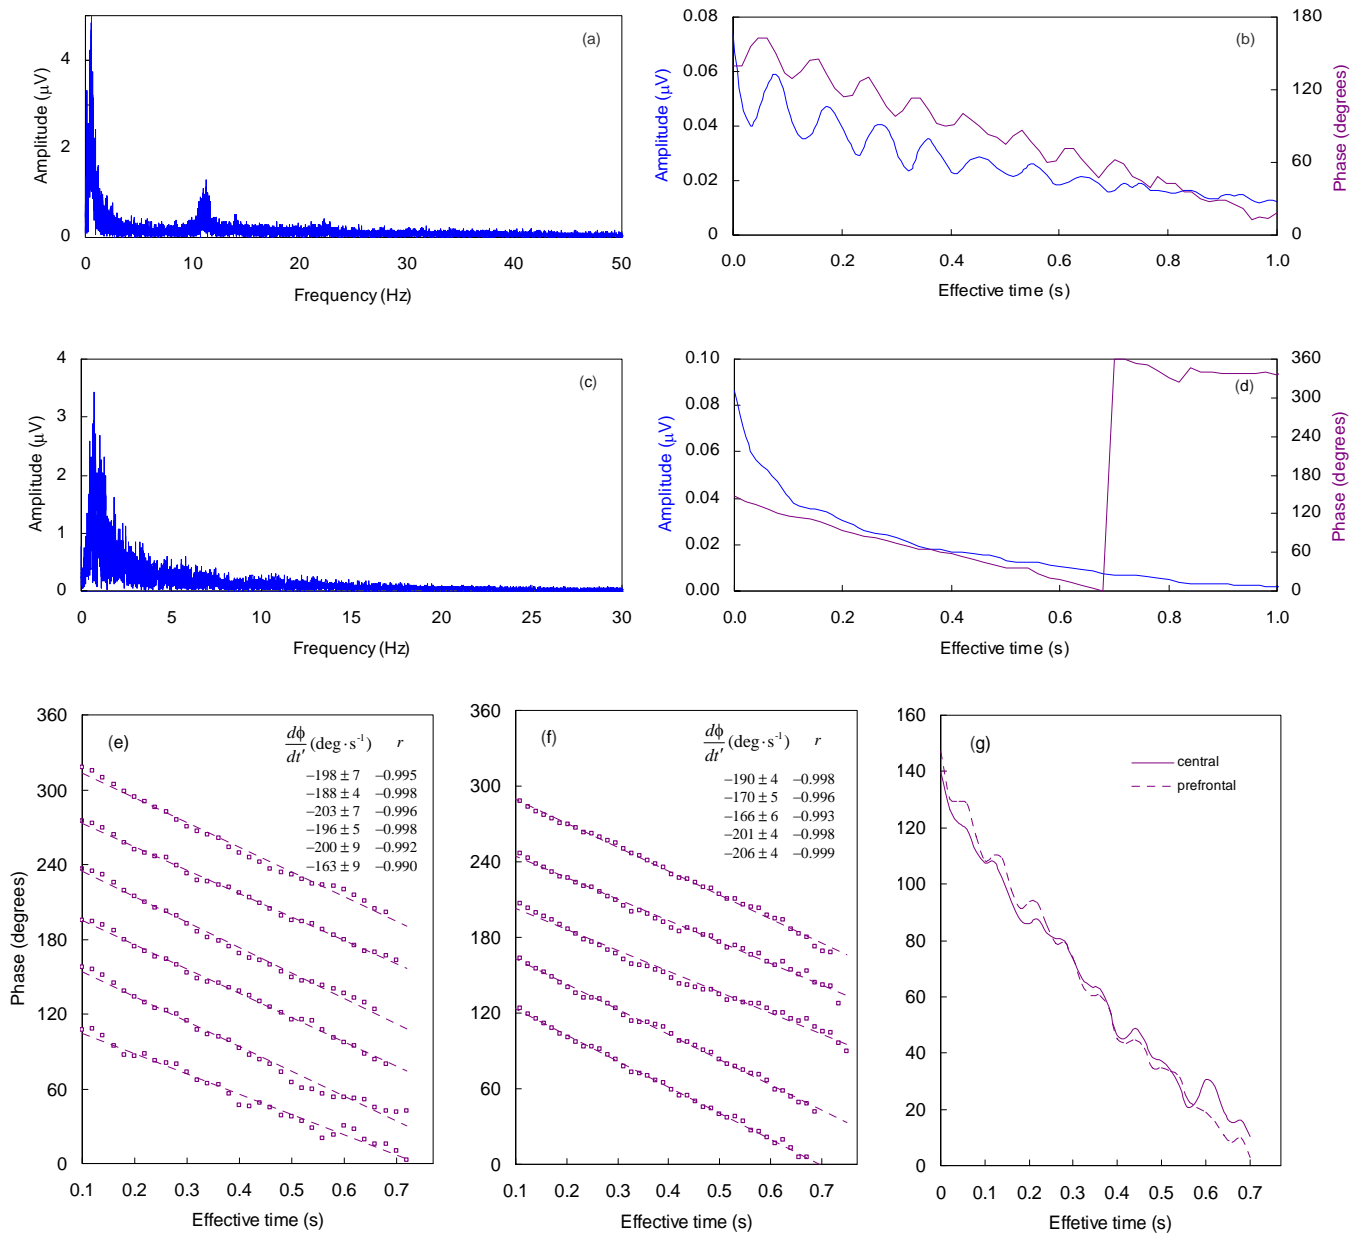 (a)
Amplitude (μV)
4
2
0
0 10 20 30 40 50
Frequency (Hz)
(b)
Amplitude (μV)
0.08
0.06
0.04
0.02
0
0.0 0.2 0.4 0.6 0.8 1.0
Effective time (s)
180
120
60
0
Phase (degrees)
(c)
Amplitude (μV)
4
3
2
1
0
0 5 10 15 20 25 30
Frequency (Hz)
(d)
Amplitude (μV)
0.10
0.08
0.06
0.04
0.02
0.00
0.0 0.2 0.4 0.6 0.8 1.0
Effective time (s)
360
300
240
180
120
60
0
Phase (degrees)
(e)
Phase (degrees)
360
300
240
180
120
60
0
dϕ/dt′ (deg·s⁻¹) r
−198 ± 7 −0.995
−188 ± 4 −0.998
−203 ± 7 −0.996
−196 ± 5 −0.998
−200 ± 9 −0.992
−163 ± 9 −0.990
0.1 0.2 0.3 0.4 0.5 0.6 0.7
Effective time (s)
(f)
360
300
240
180
120
60
0
dϕ/dt′ (deg·s⁻¹) r
−190 ± 4 −0.998
−170 ± 5 −0.996
−166 ± 6 −0.993
−201 ± 4 −0.998
−206 ± 4 −0.999
0.1 0.2 0.3 0.4 0.5 0.6 0.7
Effective time (s)
(g)
160
140
120
100
80
60
40
20
0
central
prefrontal
0 0.1 0.2 0.3 0.4 0.5 0.6 0.7
Effetive time (s)